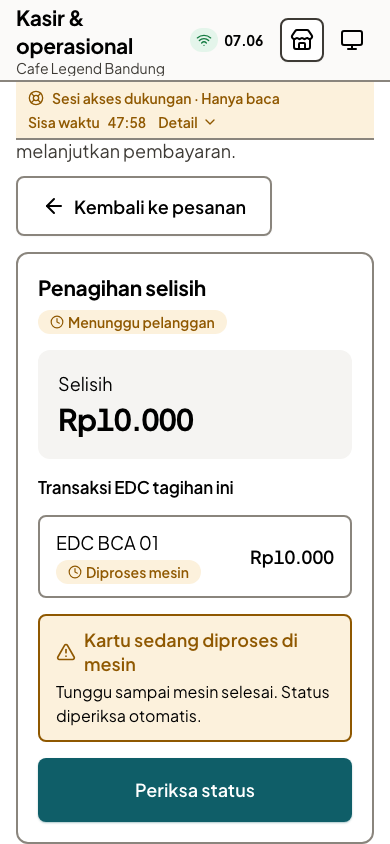 Kasir &
operasional
Cafe Legend Bandung
07.06
Sesi akses dukungan · Hanya baca
Sisa waktu 47:58 Detail
melanjutkan pembayaran.
Kembali ke pesanan
Penagihan selisih
Menunggu pelanggan
Selisih
Rp10.000
Transaksi EDC tagihan ini
EDC BCA 01
Diproses mesin
Rp10.000
Kartu sedang diproses di
mesin
Tunggu sampai mesin selesai. Status
diperiksa otomatis.
Periksa status